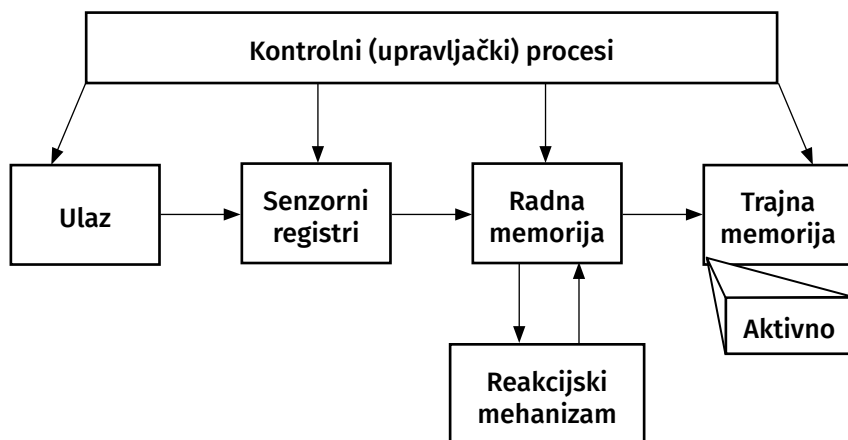 Kontrolni (upravljački) procesi
Ulaz
Senzorni
registri
Radna
memorija
Trajna
memorija
Aktivno
Reakcijski
mehanizam